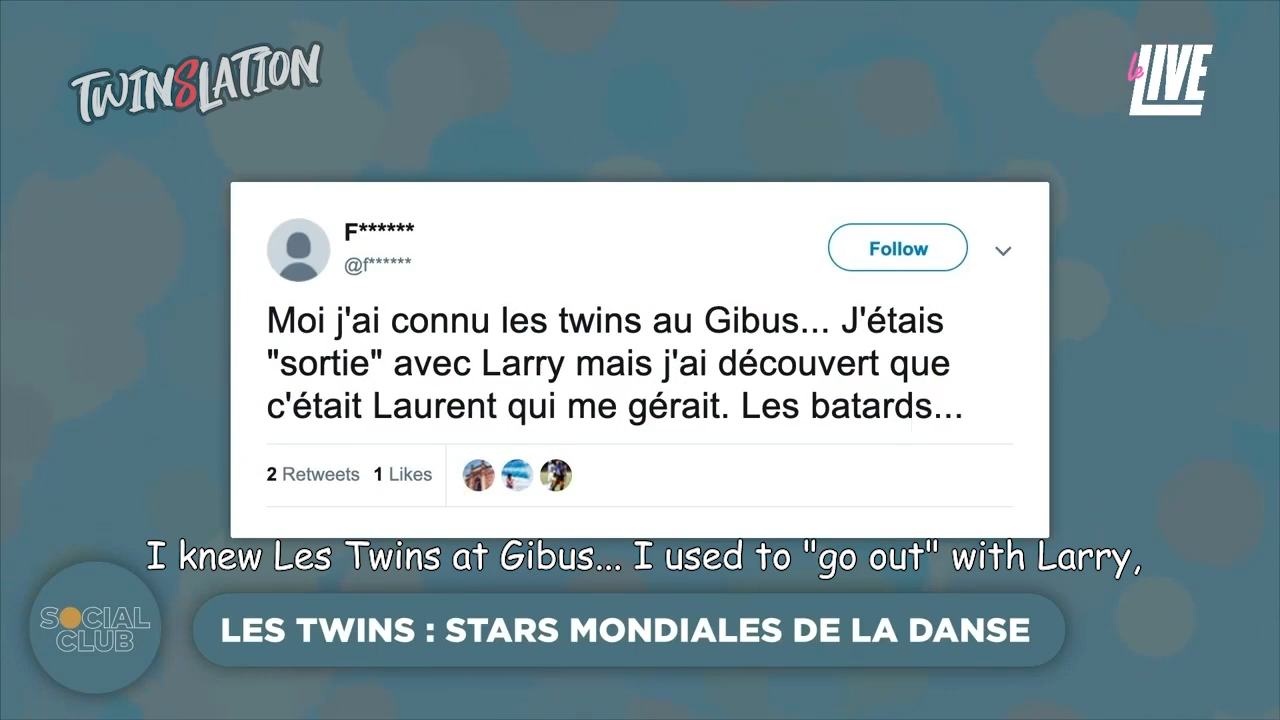 TWIN8LATION
le LIVE
F******
@f******
Follow
Moi j'ai connu les twins au Gibus... J'étais
"sortie" avec Larry mais j'ai découvert que
c'était Laurent qui me gérait. Les batards...
2 Retweets 1 Likes
I knew Les Twins at Gibus... I used to "go out" with Larry,
SOCIAL
CLUB
LES TWINS : STARS MONDIALES DE LA DANSE